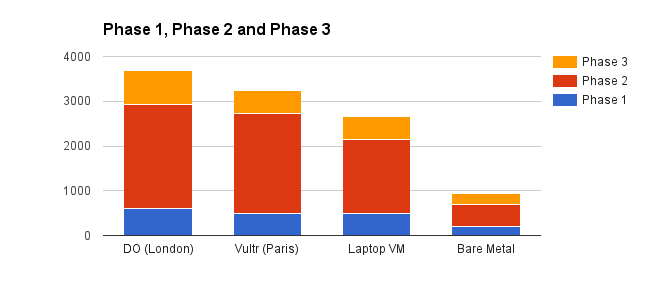 Phase 1, Phase 2 and Phase 3
4000
3000
2000
1000
0
DO (London)
Vultr (Paris)
Laptop VM
Bare Metal
Phase 3
Phase 2
Phase 1